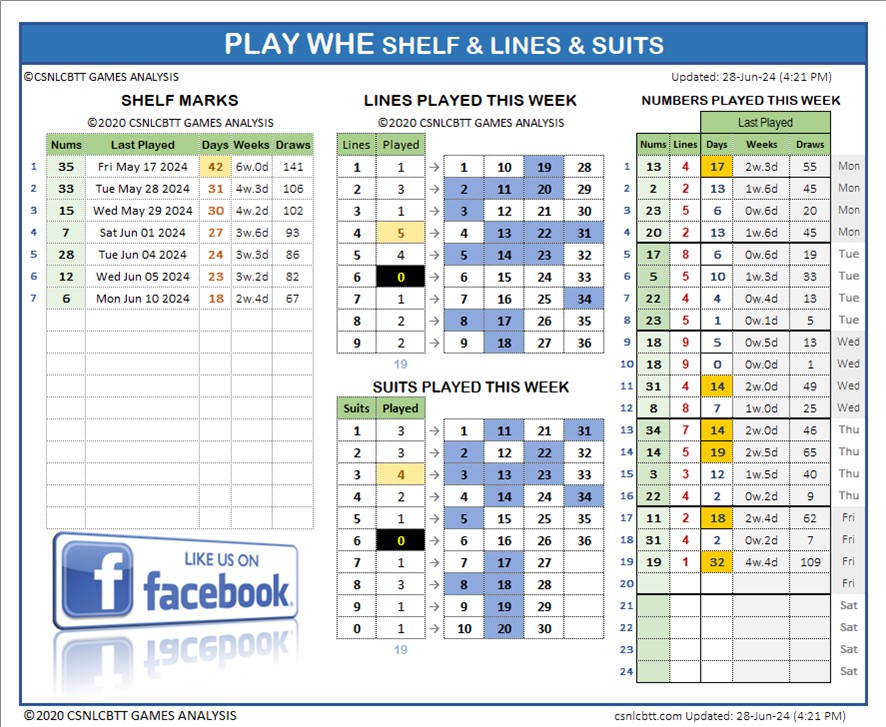 PLAY WHE SHELF & LINES & SUITS
©CSNLCBTT GAMES ANALYSIS
Updated: 28-Jun-24 (4:21 PM)
SHELF MARKS
©2020 CSNLCBTT GAMES ANALYSIS
Nums Last Played Days Weeks Draws
1 35 Fri May 17 2024 42 6w.0d 141
2 33 Tue May 28 2024 31 4w.3d 106
3 15 Wed May 29 2024 30 4w.2d 102
4 7 Sat Jun 01 2024 27 3w.6d 93
5 28 Tue Jun 04 2024 24 3w.3d 86
6 12 Wed Jun 05 2024 23 3w.2d 82
7 6 Mon Jun 10 2024 18 2w.4d 67
LIKE US ON
facebook
LINES PLAYED THIS WEEK
©2020 CSNLCBTT GAMES ANALYSIS
Lines Played
1 1 → 1 10 19 28
2 3 → 2 11 20 29
3 1 → 3 12 21 30
4 5 → 4 13 22 31
5 4 → 5 14 23 32
6 0 → 6 15 24 33
7 1 → 7 16 25 34
8 2 → 8 17 26 35
9 2 → 9 18 27 36
19
SUITS PLAYED THIS WEEK
Suits Played
1 3 → 1 11 21 31
2 3 → 2 12 22 32
3 4 → 3 13 23 33
4 2 → 4 14 24 34
5 1 → 5 15 25 35
6 0 → 6 16 26 36
7 1 → 7 17 27
8 3 → 8 18 28
9 1 → 9 19 29
0 1 → 10 20 30
19
NUMBERS PLAYED THIS WEEK
Last Played
Nums Lines Days Weeks Draws
1 13 4 17 2w.3d 55 Mon
2 2 2 13 1w.6d 45 Mon
3 23 5 6 0w.6d 20 Mon
4 20 2 13 1w.6d 45 Mon
5 17 8 6 0w.6d 19 Tue
6 5 5 10 1w.3d 33 Tue
7 22 4 4 0w.4d 13 Tue
8 23 5 1 0w.1d 5 Tue
9 18 9 5 0w.5d 13 Wed
10 18 9 0 0w.0d 1 Wed
11 31 4 14 2w.0d 49 Wed
12 8 8 7 1w.0d 25 Wed
13 34 7 14 2w.0d 46 Thu
14 14 5 19 2w.5d 65 Thu
15 3 3 12 1w.5d 40 Thu
16 22 4 2 0w.2d 9 Thu
17 11 2 18 2w.4d 62 Fri
18 31 4 2 0w.2d 7 Fri
19 19 1 32 4w.4d 109 Fri
20 Fri
21 Sat
22 Sat
23 Sat
24 Sat
©2020 CSNLCBTT GAMES ANALYSIS
csnlcbtt.com Updated: 28-Jun-24 (4:21 PM)